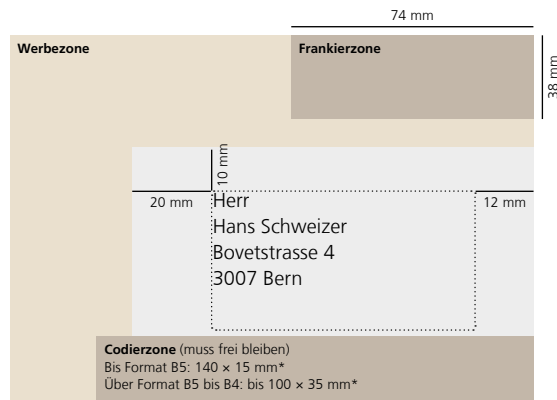 74 mm
Werbezone
Frankierzone
38 mm
10 mm
20 mm
12 mm
Herr
Hans Schweizer
Bovetstrasse 4
3007 Bern
Codierzone (muss frei bleiben)
Bis Format B5: 140 × 15 mm*
Über Format B5 bis B4: bis 100 × 35 mm*